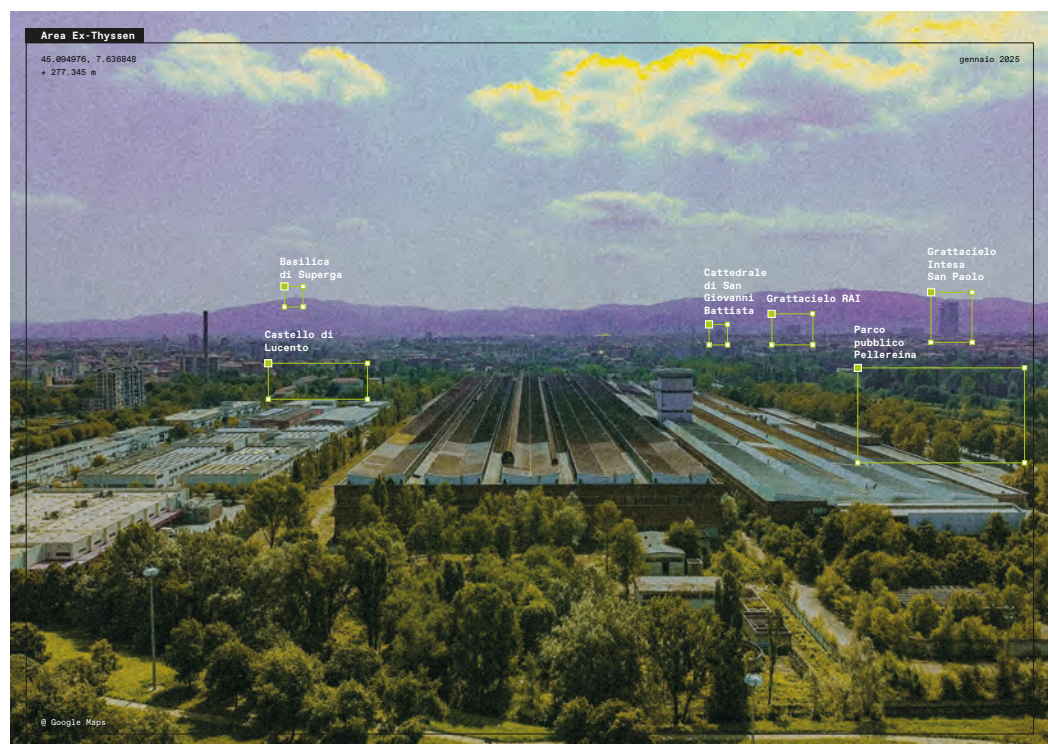 Area Ex-Thyssen
45.094976, 7.636848
+ 277.345 m
gennaio 2025
Grattacielo
Intesa
San Paolo
Basilica
di Superga
Cattedrale
di San
Giovanni
Battista
Grattacielo RAI
Castello di
Lucento
Parco
pubblico
Pellereina
@ Google Maps